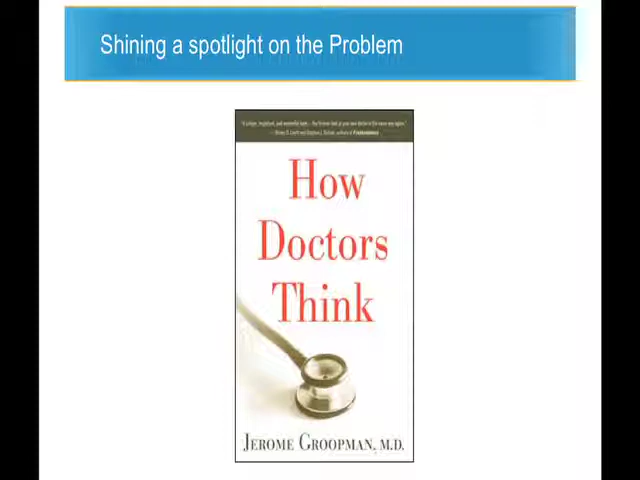 Shining a spotlight on the Problem
How
Doctors
Think
JEROME GROOPMAN, M.D.